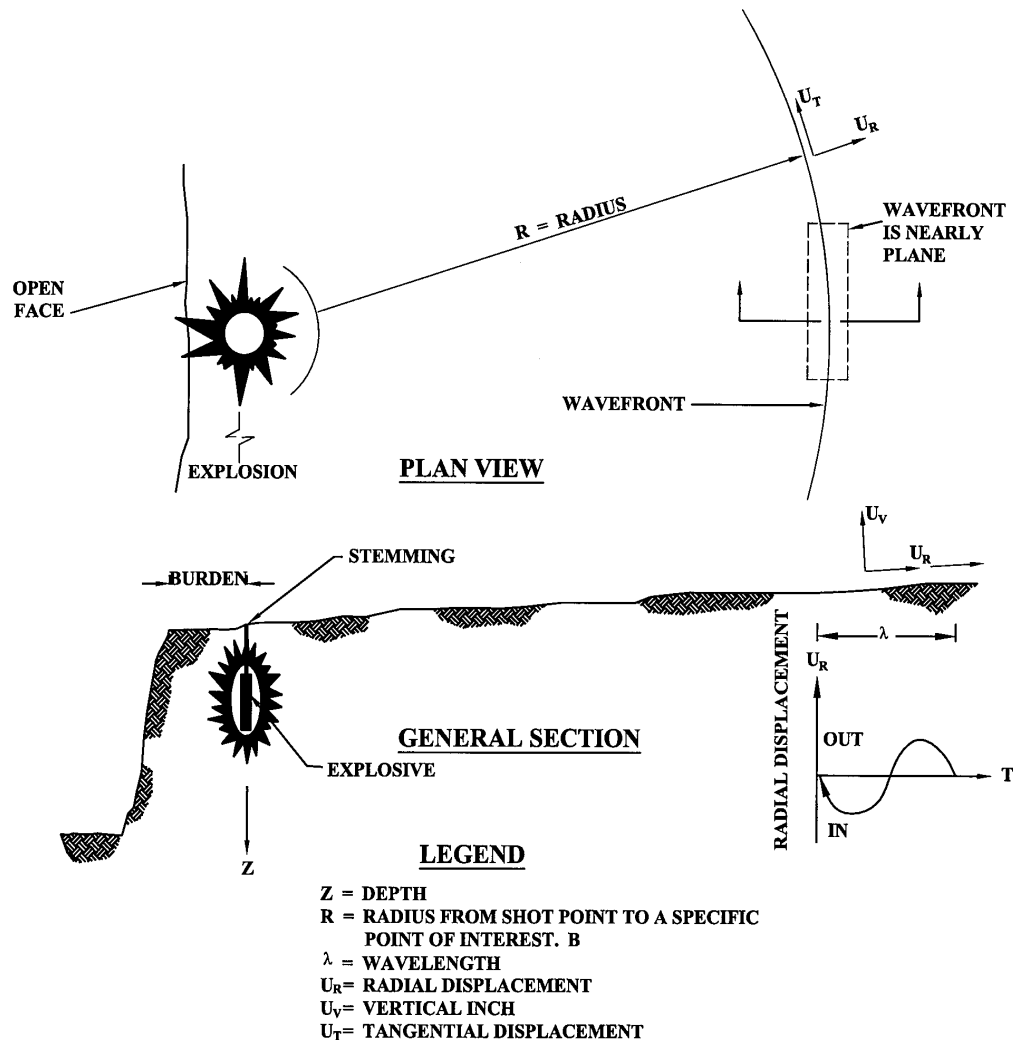 U_T
U_R
R = RADIUS
WAVEFRONT
IS NEARLY
PLANE
OPEN
FACE
WAVEFRONT
EXPLOSION
PLAN VIEW
STEMMING
BURDEN
U_V
U_R
RADIAL DISPLACEMENT
λ
U_R
OUT
T
IN
GENERAL SECTION
EXPLOSIVE
Z
LEGEND
Z = DEPTH
R = RADIUS FROM SHOT POINT TO A SPECIFIC
POINT OF INTEREST. B
λ = WAVELENGTH
U_R= RADIAL DISPLACEMENT
U_V= VERTICAL INCH
U_T= TANGENTIAL DISPLACEMENT